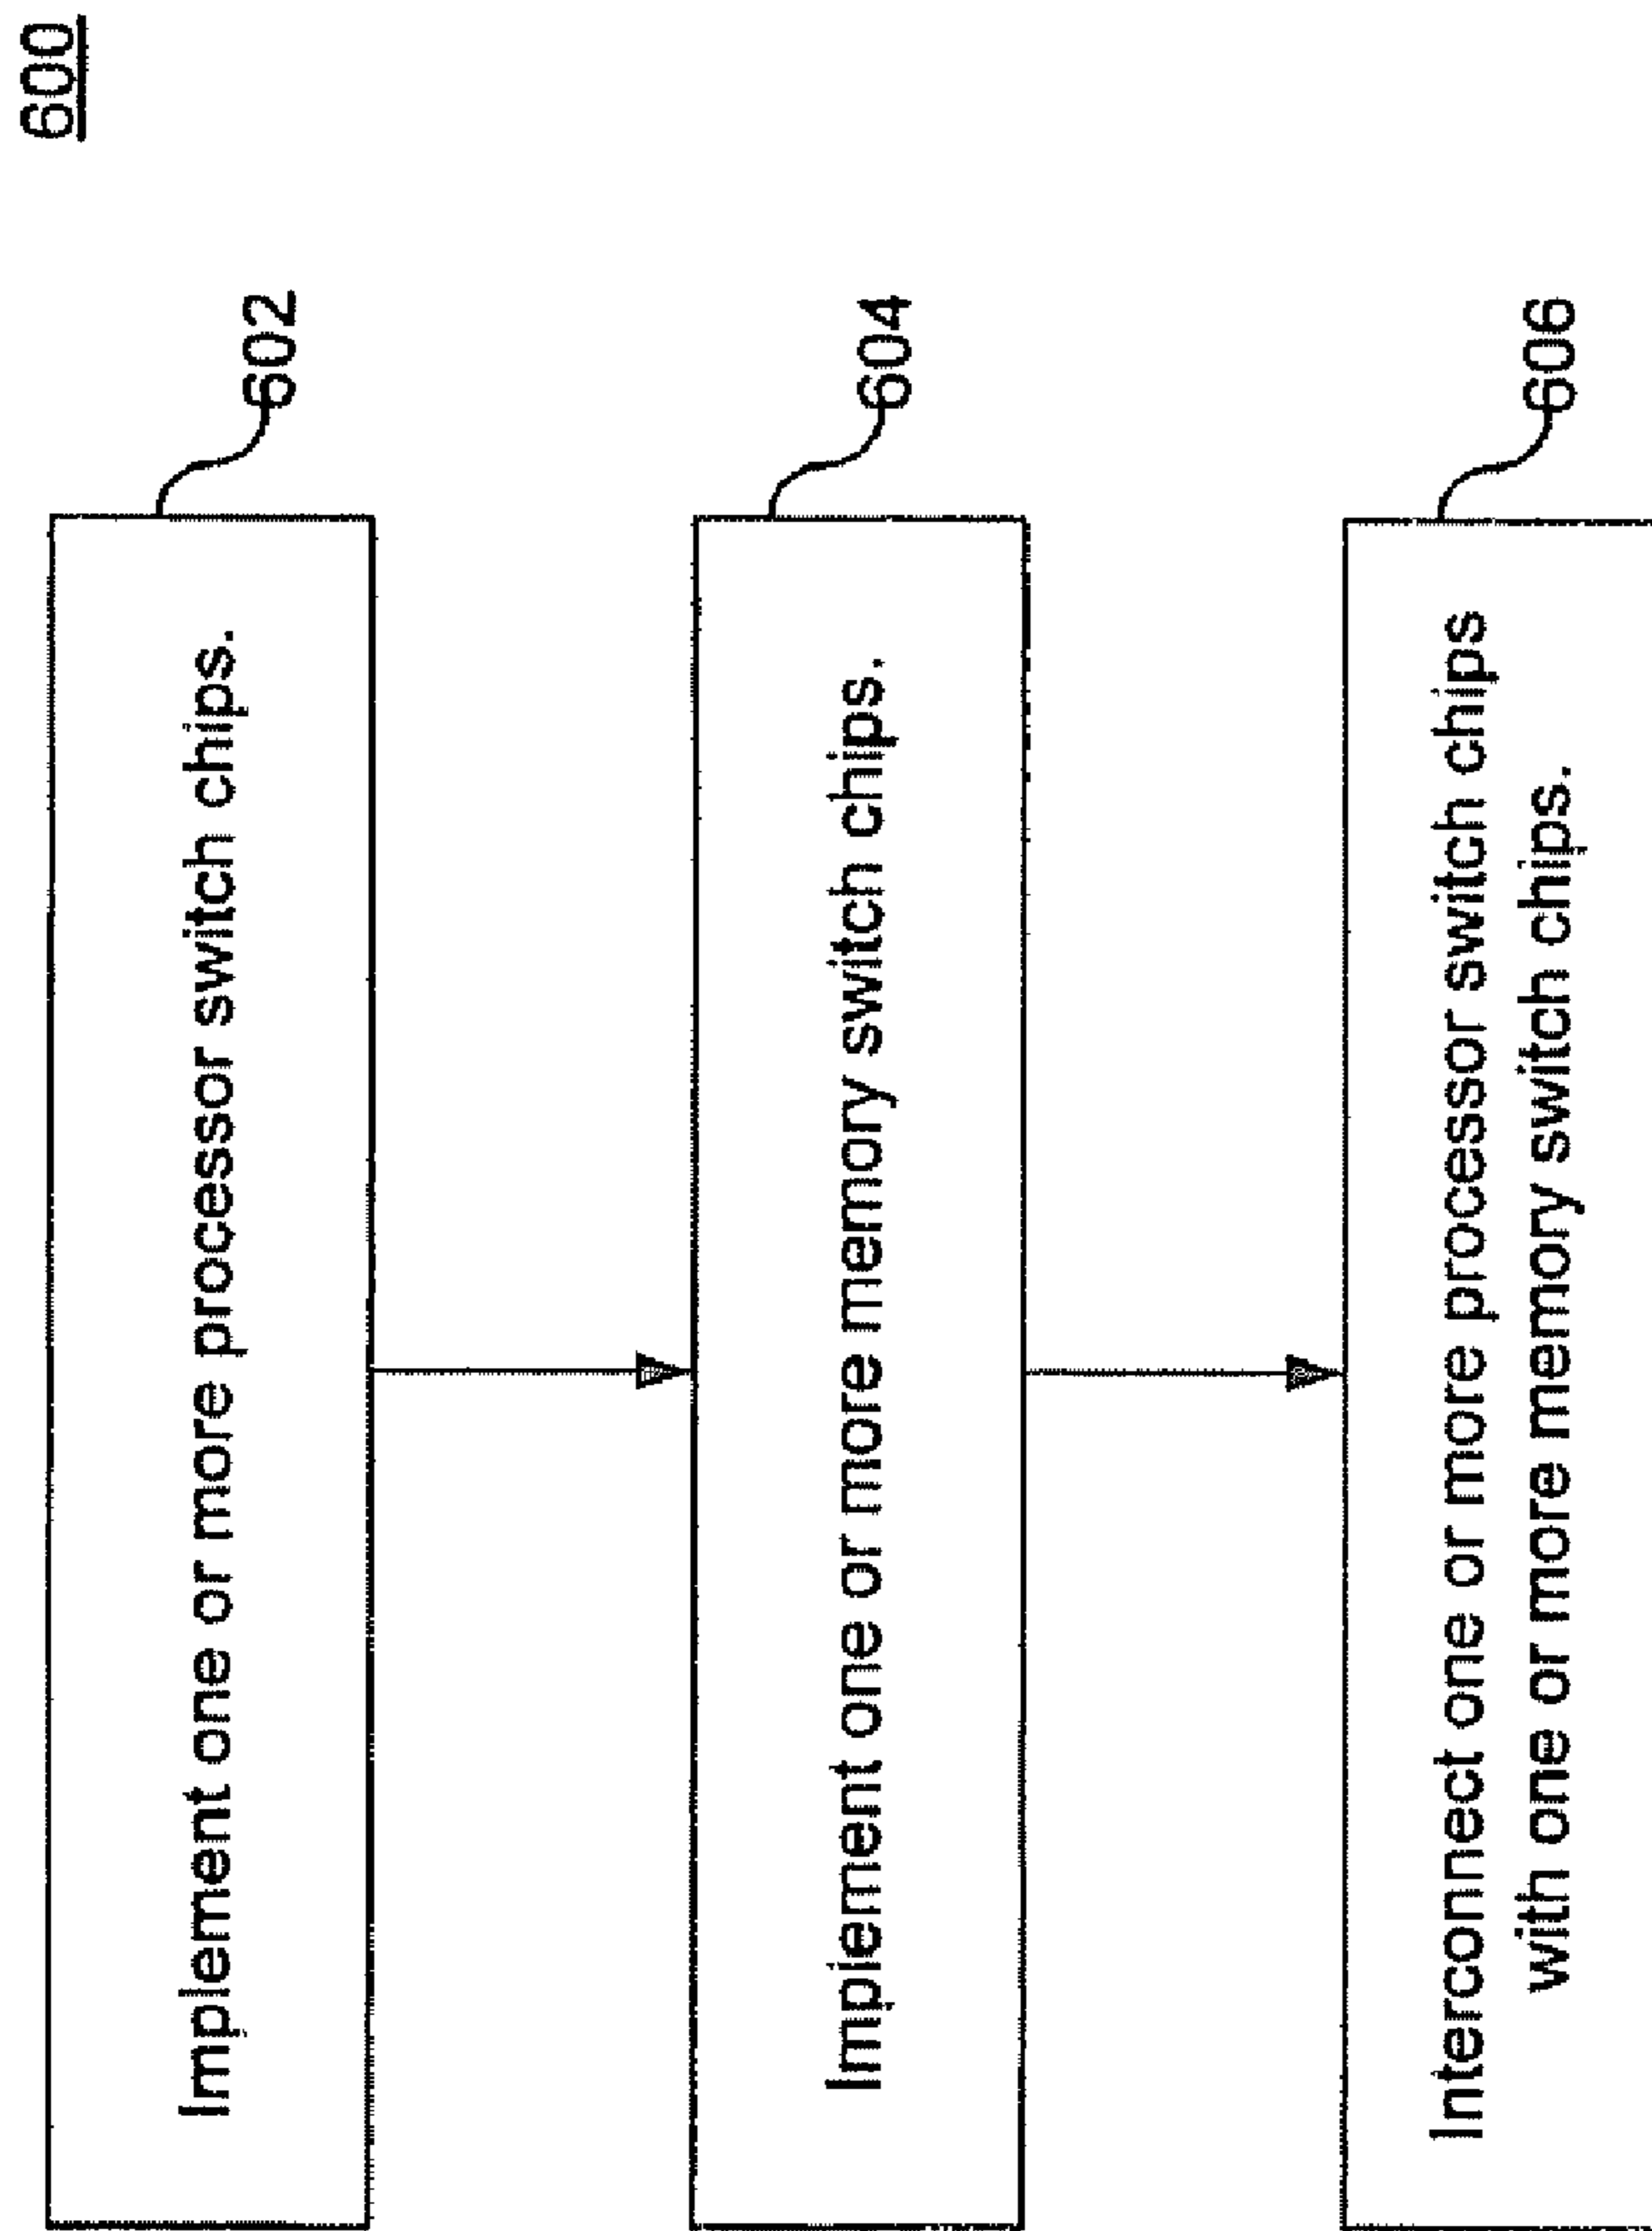 600
Implement one or more processor switch chips.
602
Implement one or more memory switch chips.
604
Interconnect one or more processor switch chips
with one or more memory switch chips.
606